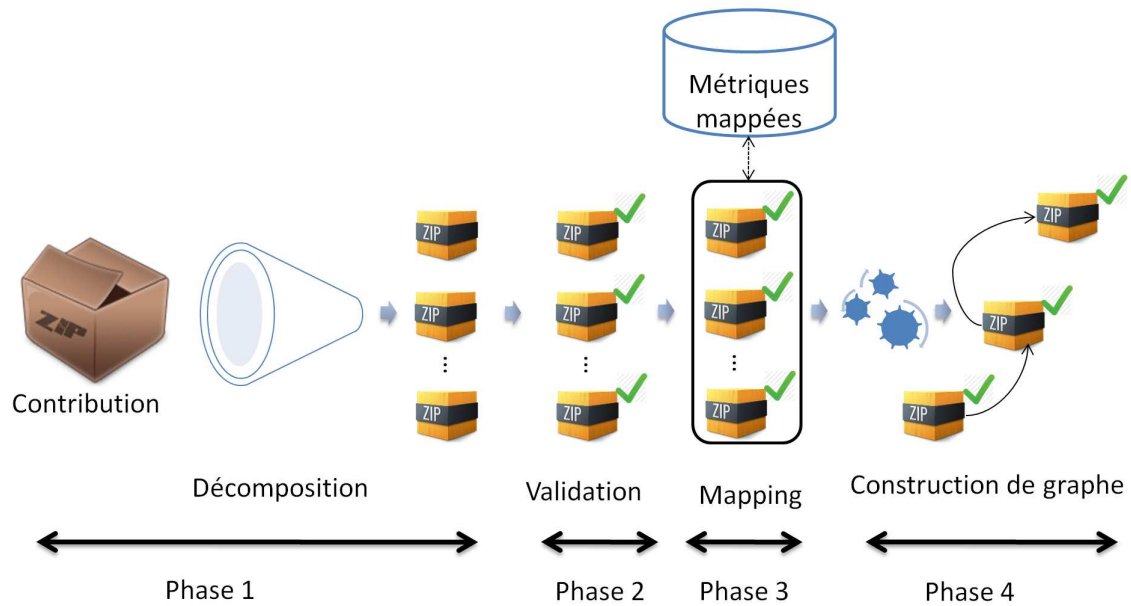 Métriques
mappées
ZIP
ZIP
ZIP
ZIP
ZIP
ZIP
ZIP
ZIP
ZIP
ZIP
ZIP
ZIP
ZIP
Contribution
Décomposition
Validation
Mapping
Construction de graphe
Phase 1
Phase 2
Phase 3
Phase 4